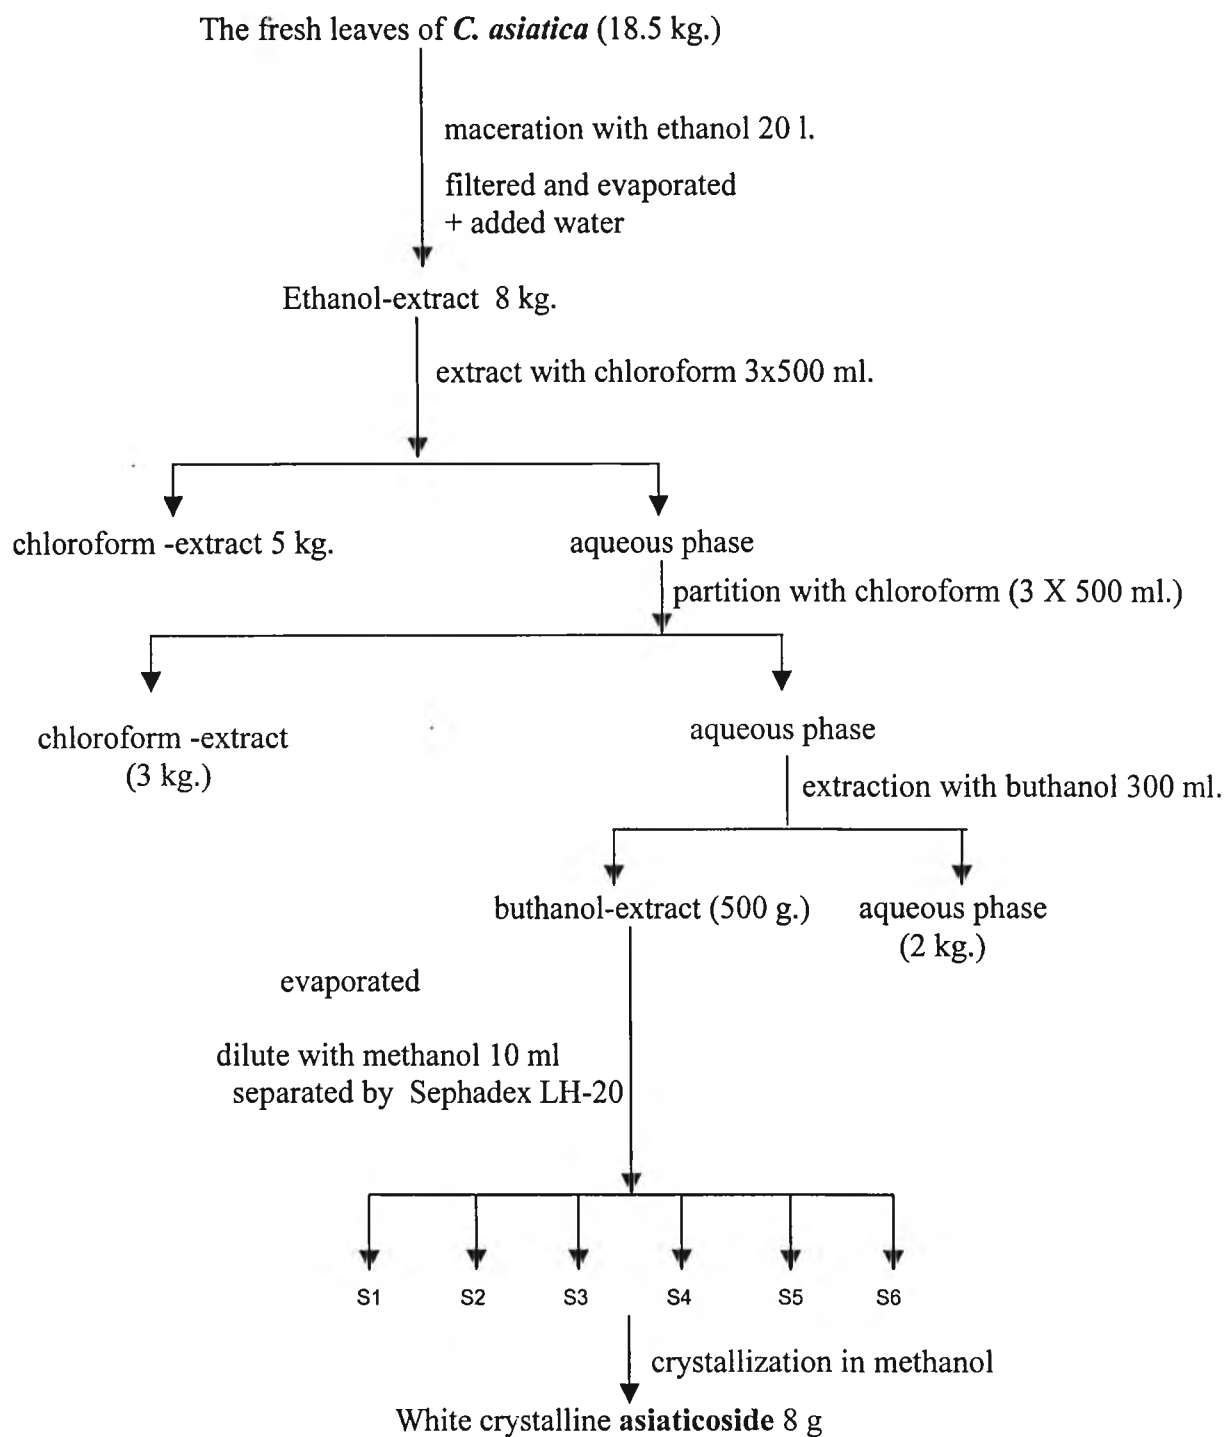 The fresh leaves of C. asiatica (18.5 kg.)
maceration with ethanol 20 l.
filtered and evaporated
+ added water
Ethanol-extract 8 kg.
extract with chloroform 3x500 ml.
chloroform -extract 5 kg.
aqueous phase
partition with chloroform (3 X 500 ml.)
chloroform -extract
(3 kg.)
aqueous phase
extraction with buthanol 300 ml.
buthanol-extract (500 g.)
aqueous phase
(2 kg.)
evaporated
dilute with methanol 10 ml
separated by Sephadex LH-20
S1 S2 S3 S4 S5 S6
crystallization in methanol
White crystalline asiaticoside 8 g